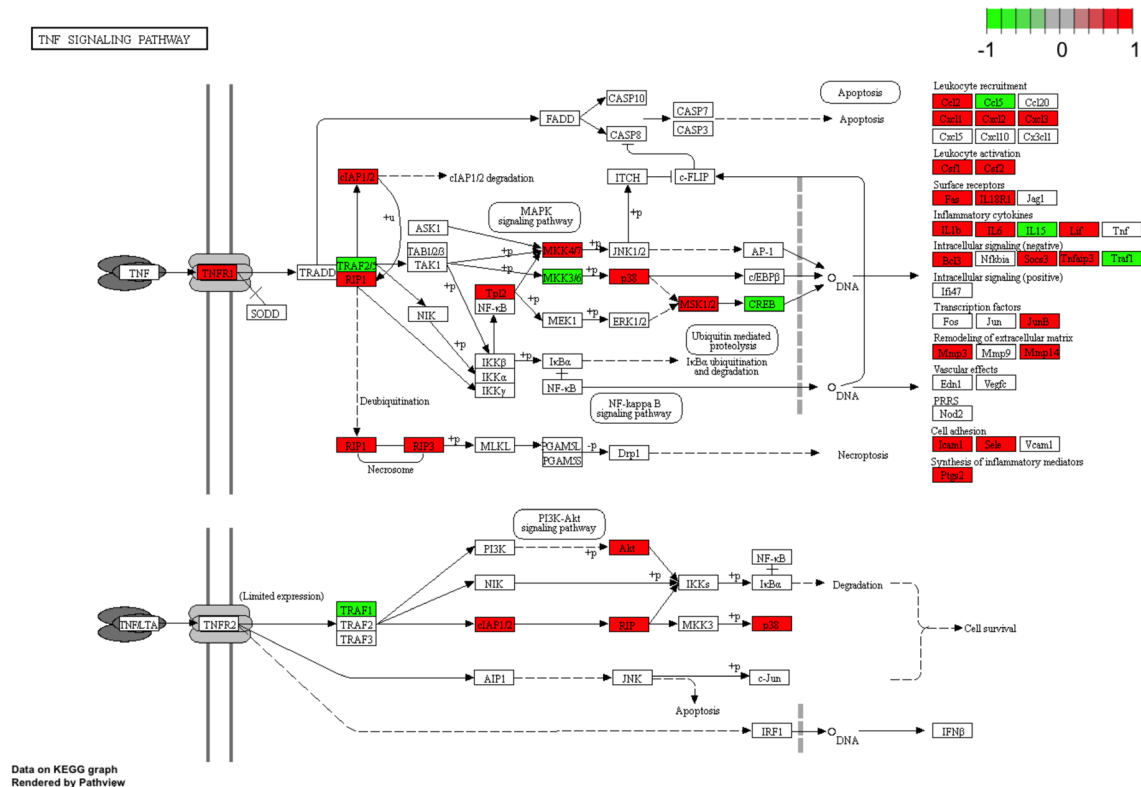 TNF SIGNALING PATHWAY
-1 0 1
TNF
TNFR1
SODD
TRADD
cIAP1/2
cIAP1/2 degradation
+u
TRAF2/5
RIP1
FADD
CASP10
CASP8
CASP7
CASP3
Apoptosis
Apoptosis
ITCH
c-FLIP
+p
MAPK
signaling pathway
ASK1
TAB1/2/3
TAK1
NIK
+p
+p
+p
+p
MKK4/7
+p
JNK1/2
AP-1
MKK3/6
+p
p38
c/EBPβ
DNA
Tpl2
NF-κB
+p
MEK1
+p
ERK1/2
MSK1/2
CREB
+p
IKKβ
IKKα
IKKγ
+p
IκBα
NF-κB
IκBα ubiquitination
and degradation
Ubiquitin mediated
proteolysis
NF-kappa B
signaling pathway
DNA
Deubiquitination
RIP1
RIP3
Necrosome
+p
MLKL
PGAM5L
PGAM5S
-p
Drp1
Necroptosis
Leukocyte recruitment
Ccl2 Ccl5 Ccl20
Cxcl1 Cxcl2 Cxcl3
Cxcl5 Cxcl10 Cx3cl1
Leukocyte activation
Csf1 Csf2
Surface receptors
Fas IL18R1 Jag1
Inflammatory cytokines
IL1b IL6 IL15 Lif Tnf
Intracellular signaling (negative)
Bcl3 Nfkbia Socs3 Tnfaip3 Traf1
Intracellular signaling (positive)
Ifi47
Transcription factors
Fos Jun JunB
Remodeling of extracellular matrix
Mmp3 Mmp9 Mmp14
Vascular effects
Edn1 Vegfc
PRRS
Nod2
Cell adhesion
Icam1 Sele Vcam1
Synthesis of inflammatory mediators
Ptgs2
TNF/LTA
TNFR2
(Limited expression)
TRAF1
TRAF2
TRAF3
PI3K-Akt
signaling pathway
PI3K
+p
Akt
NIK
+p
IKKs
+p
IκBα
NF-κB
Degradation
cIAP1/2
RIP
MKK3
+p
p38
Cell survival
AIP1
JNK
+p
c-Jun
Apoptosis
IRF1
DNA
IFNβ
Data on KEGG graph
Rendered by Pathview